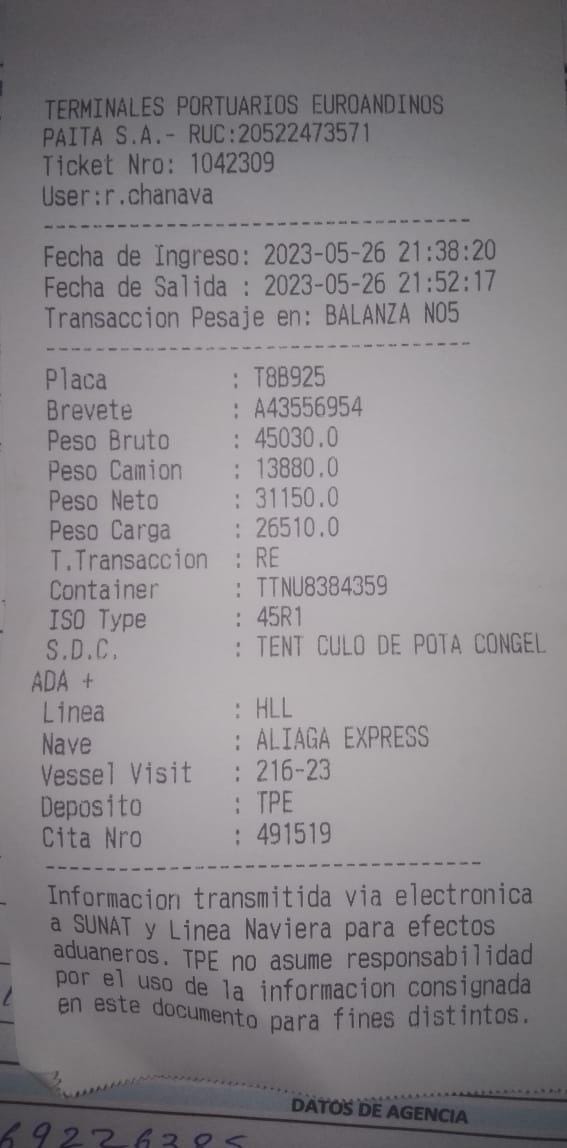 TERMINALES PORTUARIOS EUROANDINOS
PAITA S.A.- RUC:20522473571
Ticket Nro: 1042309
User:r.chanava
Fecha de Ingreso: 2023-05-26 21:38:20
Fecha de Salida : 2023-05-26 21:52:17
Transaccion Pesaje en: BALANZA NO5
Placa : T8B925
Brevete : A43556954
Peso Bruto : 45030.0
Peso Camion : 13880.0
Peso Neto : 31150.0
Peso Carga : 26510.0
T.Transaccion : RE
Container : TTNU8384359
ISO Type : 45R1
S.D.C. : TENT CULO DE POTA CONGEL
ADA +
Linea : HLL
Nave : ALIAGA EXPRESS
Vessel Visit : 216-23
Deposito : TPE
Cita Nro : 491519
Informacion transmitida via electronica
a SUNAT y Linea Naviera para efectos
aduaneros. TPE no asume responsabilidad
por el uso de la informacion consignada
en este documento para fines distintos.
DATOS DE AGENCIA